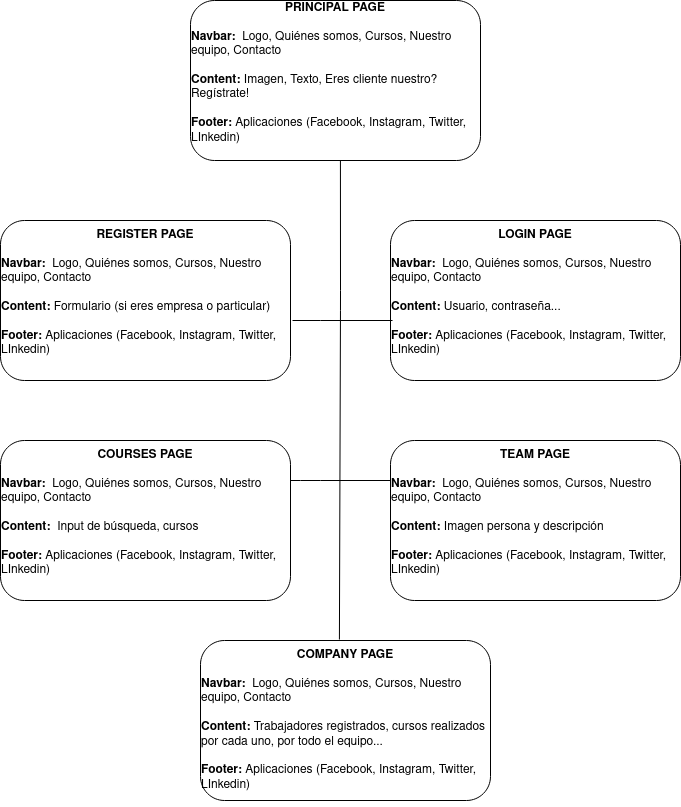 PRINCIPAL PAGE
Navbar: Logo, Quiénes somos, Cursos, Nuestro
equipo, Contacto
Content: Imagen, Texto, Eres cliente nuestro?
Regístrate!
Footer: Aplicaciones (Facebook, Instagram, Twitter,
LInkedin)
REGISTER PAGE
Navbar: Logo, Quiénes somos, Cursos, Nuestro
equipo, Contacto
Content: Formulario (si eres empresa o particular)
Footer: Aplicaciones (Facebook, Instagram, Twitter,
LInkedin)
LOGIN PAGE
Navbar: Logo, Quiénes somos, Cursos, Nuestro
equipo, Contacto
Content: Usuario, contraseña...
Footer: Aplicaciones (Facebook, Instagram, Twitter,
LInkedin)
COURSES PAGE
Navbar: Logo, Quiénes somos, Cursos, Nuestro
equipo, Contacto
Content: Input de búsqueda, cursos
Footer: Aplicaciones (Facebook, Instagram, Twitter,
LInkedin)
TEAM PAGE
Navbar: Logo, Quiénes somos, Cursos, Nuestro
equipo, Contacto
Content: Imagen persona y descripción
Footer: Aplicaciones (Facebook, Instagram, Twitter,
LInkedin)
COMPANY PAGE
Navbar: Logo, Quiénes somos, Cursos, Nuestro
equipo, Contacto
Content: Trabajadores registrados, cursos realizados
por cada uno, por todo el equipo...
Footer: Aplicaciones (Facebook, Instagram, Twitter,
LInkedin)